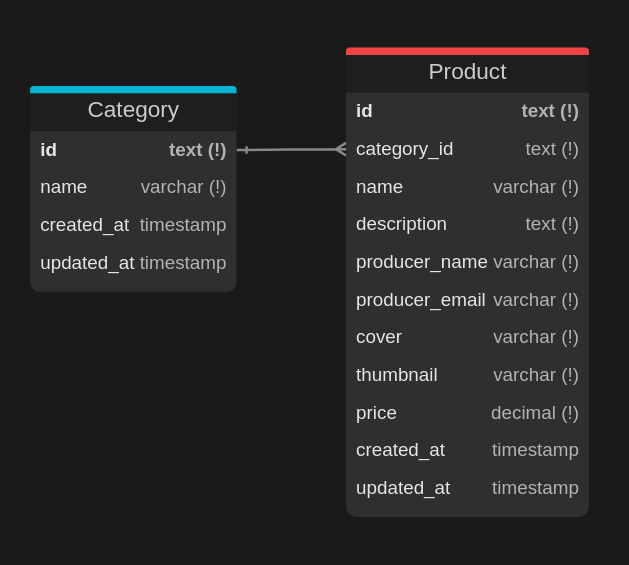 Category
id text (!)
name varchar (!)
created_at timestamp
updated_at timestamp
Product
id text (!)
category_id text (!)
name varchar (!)
description text (!)
producer_name varchar (!)
producer_email varchar (!)
cover varchar (!)
thumbnail varchar (!)
price decimal (!)
created_at timestamp
updated_at timestamp